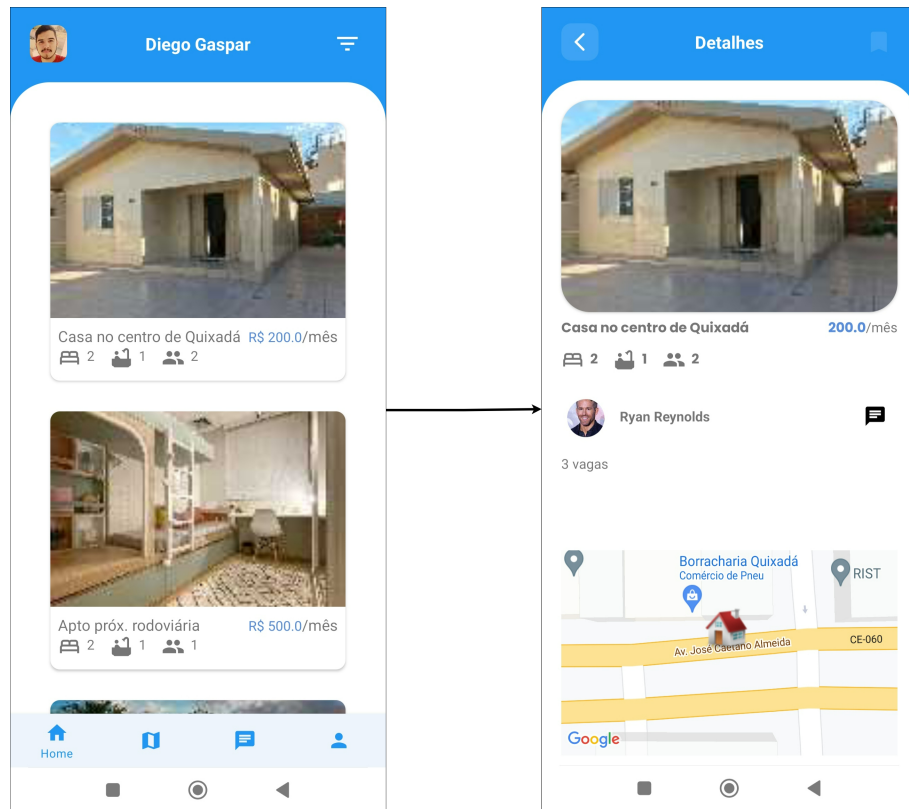 Diego Gaspar
Casa no centro de Quixadá R$ 200.0/mês
2 1 2
Apto próx. rodoviária R$ 500.0/mês
2 1 1
Home
Detalhes
Casa no centro de Quixadá 200.0/mês
2 1 2
Ryan Reynolds
3 vagas
Borracharia Quixadá
Comércio de Pneu
RIST
Av. José Caetano Almeida
CE-060
Google